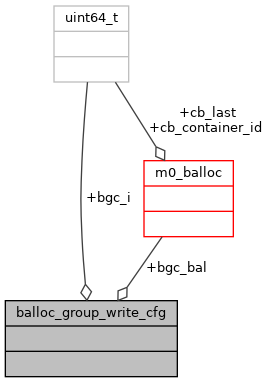 uint64_t
+cb_last
+cb_container_id
m0_balloc
+bgc_i
+bgc_bal
balloc_group_write_cfg